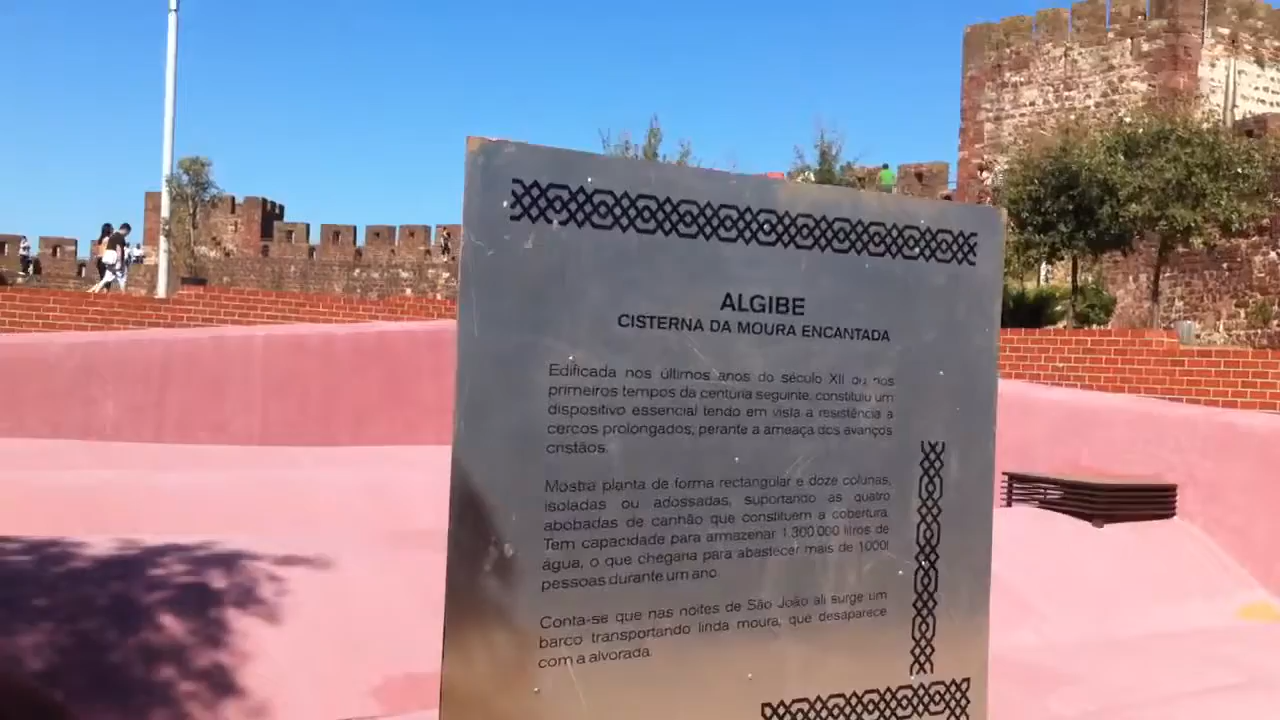 ALGIBE
CISTERNA DA MOURA ENCANTADA
Edificada nos últimos anos do século XII ou nos
primeiros tempos da centúria seguinte, constituiu um
dispositivo essencial tendo em vista a resistência a
cercos prolongados, perante a ameaça dos avanços
cristãos.
Mostra planta de forma rectangular e doze colunas,
isoladas ou adossadas, suportando as quatro
abobadas de canhão que constituem a cobertura.
Tem capacidade para armazenar 1.300.000 litros de
água, o que chegaria para abastecer mais de 1000
pessoas durante um ano.
Conta-se que nas noites de São João ali surge um
barco transportando linda moura, que desaparece
com a alvorada.